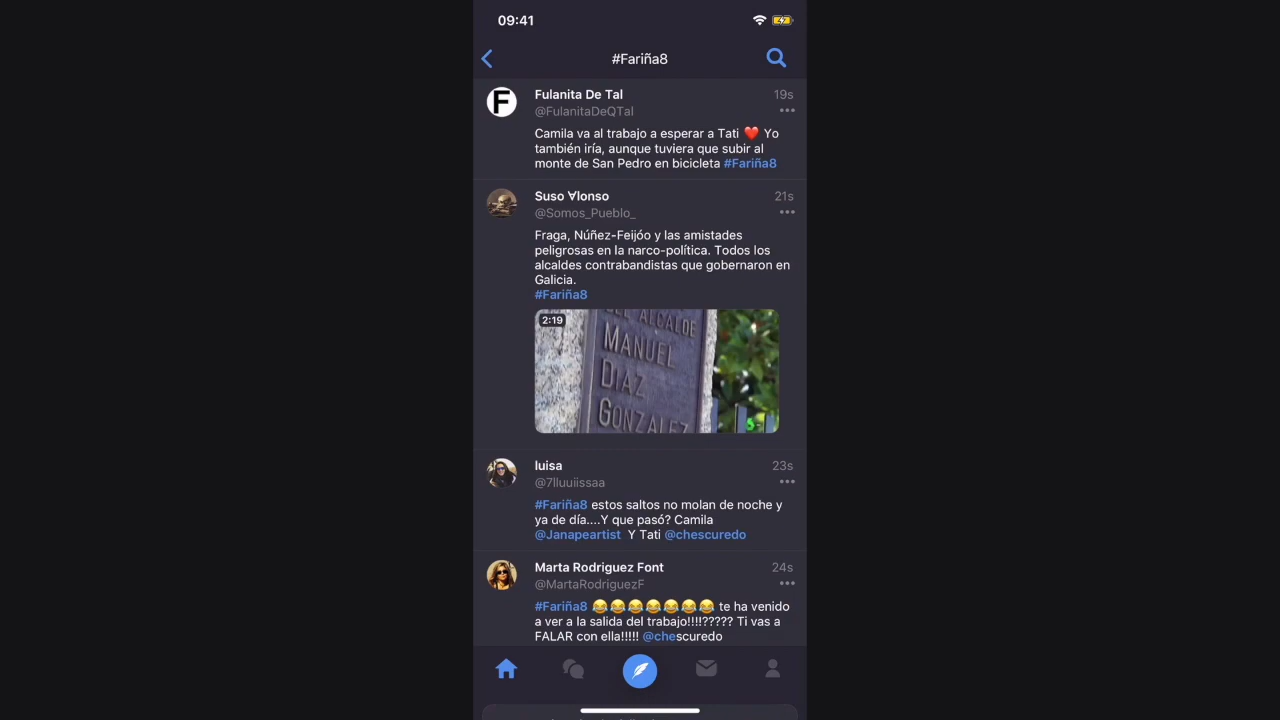 09:41
#Fariña8
Fulanita De Tal 19s
@FulanitaDeQTal
Camila va al trabajo a esperar a Tati ❤️ Yo
también iría, aunque tuviera que subir al
monte de San Pedro en bicicleta #Fariña8
Suso Ɐlonso 21s
@Somos_Pueblo_
Fraga, Núñez-Feijóo y las amistades
peligrosas en la narco-política. Todos los
alcaldes contrabandistas que gobernaron en
Galicia.
#Fariña8
2:19
ALCALDE
MANUEL
DIAZ
GONZALEZ
luisa 23s
@7lluuiissaa
#Fariña8 estos saltos no molan de noche y
ya de día....Y que pasó? Camila
@Janapeartist Y Tati @chescuredo
Marta Rodriguez Font 24s
@MartaRodriguezF
#Fariña8 😂😂😂😂😂😂😂 te ha venido
a ver a la salida del trabajo!!!!????? Ti vas a
FALAR con ella!!!!! @chescuredo